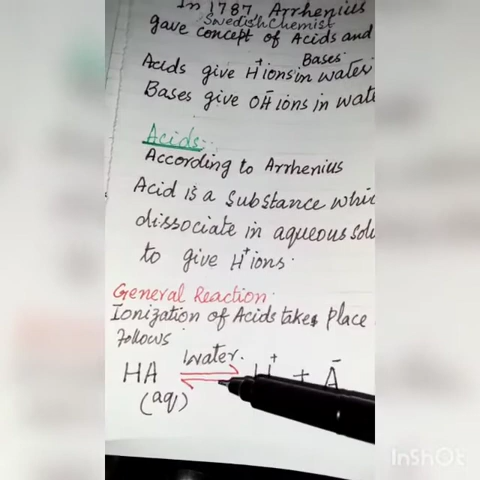 In 1787, Arrhenius
Swedish Chemist
gave concept of Acids and
Bases.
Acids give H+ ions in water
Bases give OH- ions in wate
Acids:-
According to Arrhenius
Acid is a Substance whic
dissociate in aqueous solu
to give H+ ions.
General Reaction.
Ionization of Acids takes place
follows
Water.
HA ⇌ H+ + A-
(aq)
InShOt